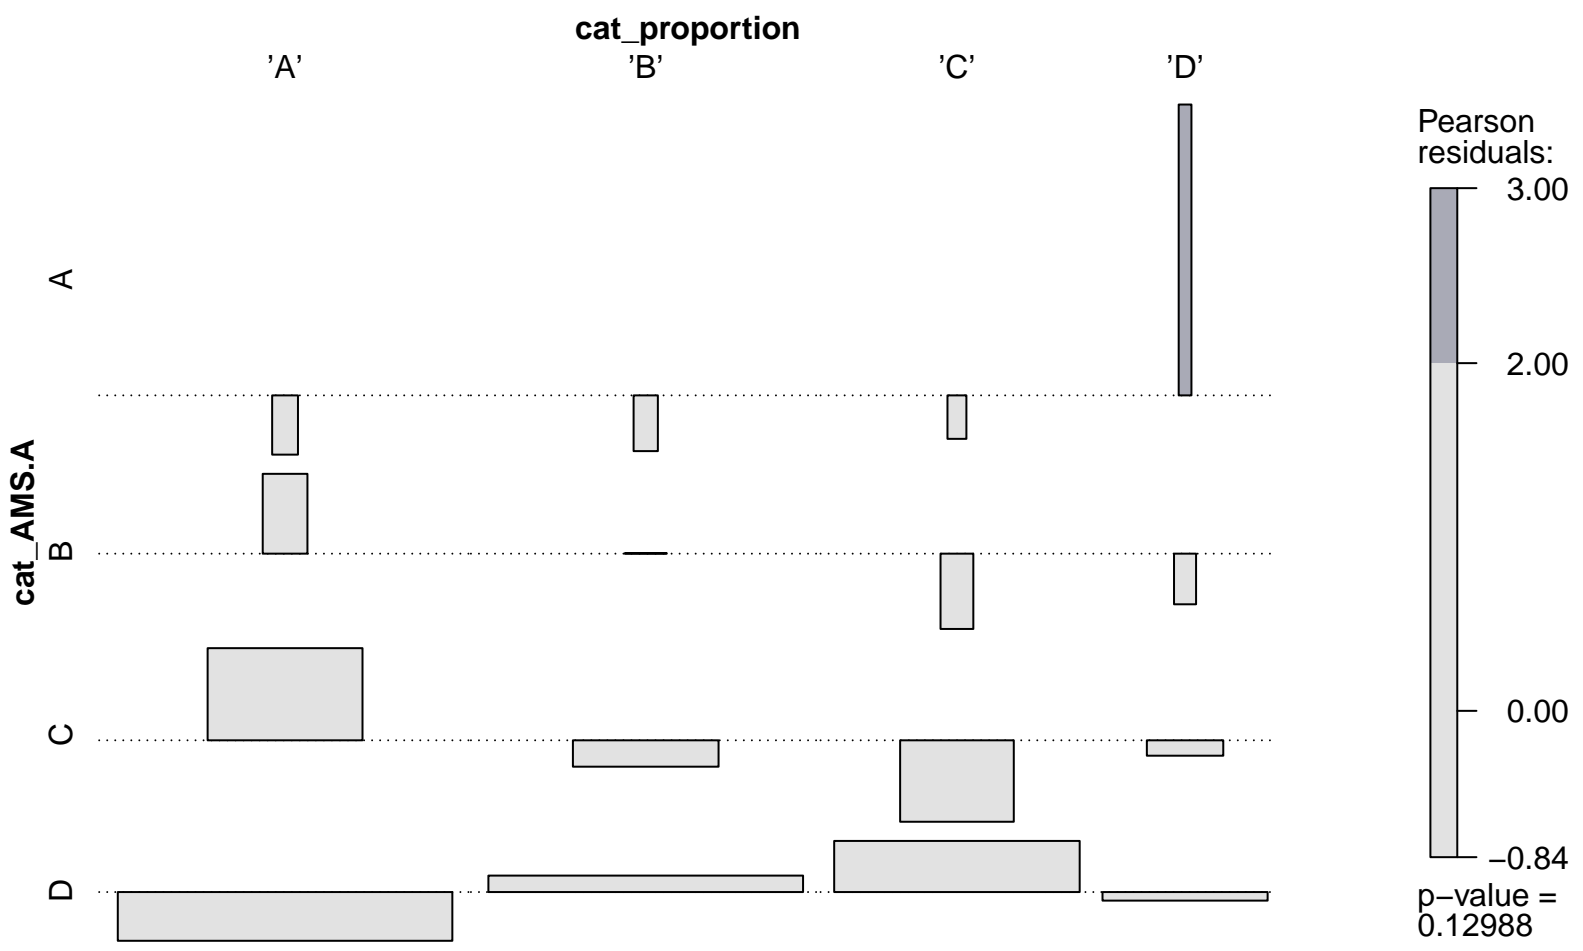 cat_proportion
’A’ ’B’ ’C’ ’D’
Pearson
residuals:
3.00
2.00
0.00
−0.84
p−value =
0.12988
cat_AMS.A
A
B
C
D